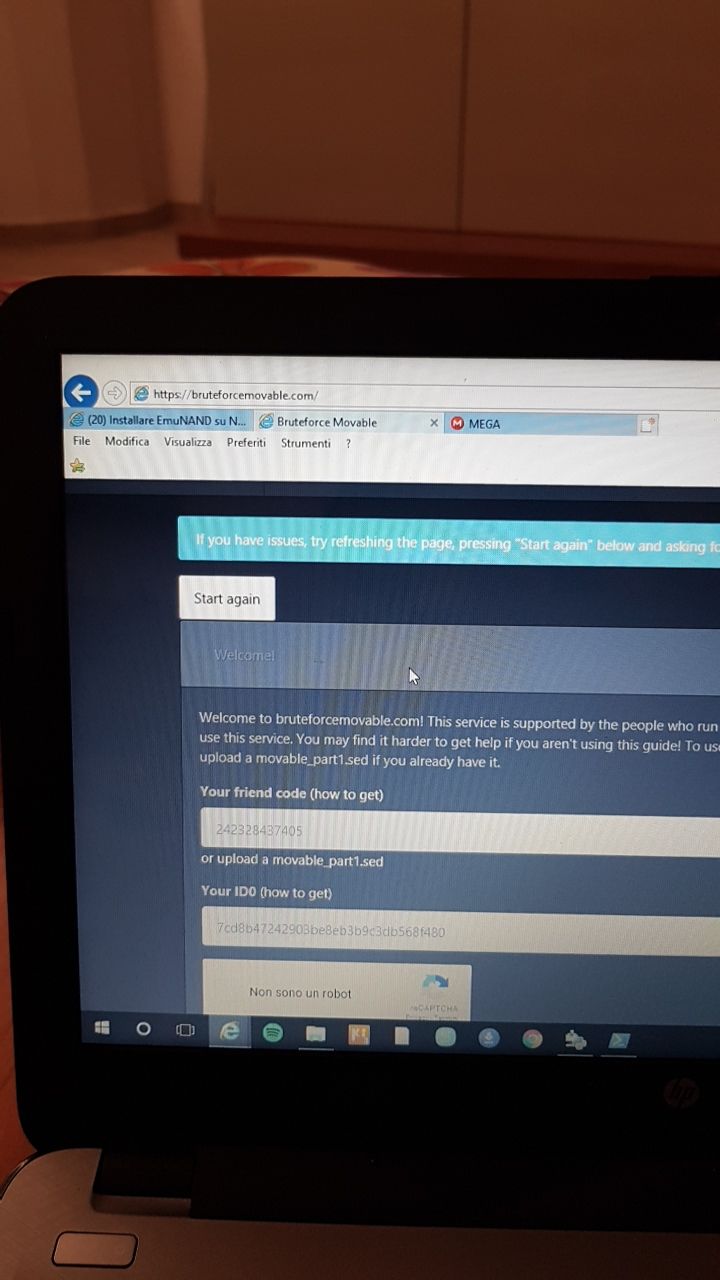 https://bruteforcemovable.com/
(20) Installare EmuNAND su N...
Bruteforce Movable
MEGA
File Modifica Visualizza Preferiti Strumenti ?
If you have issues, try refreshing the page, pressing "Start again" below and asking fo
Start again
Welcome!
Welcome to bruteforcemovable.com! This service is supported by the people who run
use this service. You may find it harder to get help if you aren't using this guide! To use
upload a movable_part1.sed if you already have it.
Your friend code (how to get)
242328437405
or upload a movable_part1.sed
Your ID0 (how to get)
7cd8b47242903be8eb3b9c3db568f480
Non sono un robot
reCAPTCHA
hp